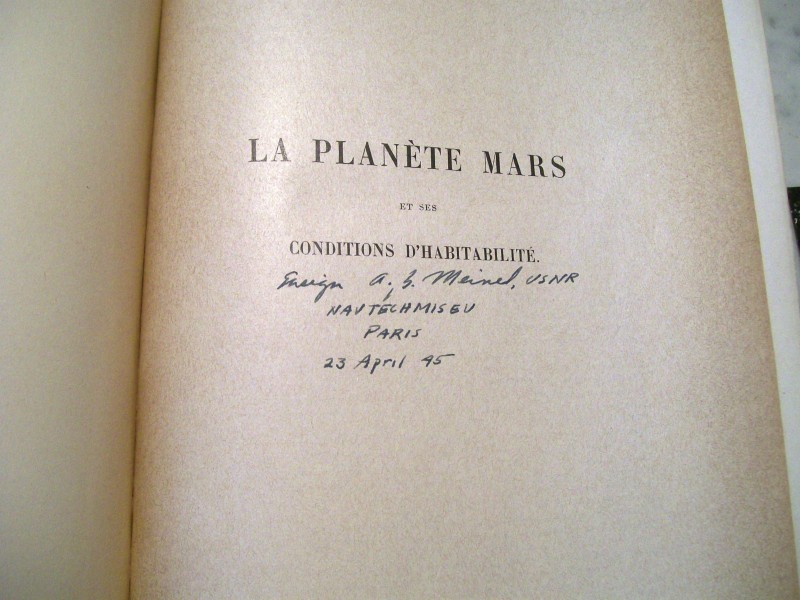 LA PLANÈTE MARS
ET SES
CONDITIONS D'HABITABILITÉ.
Ensign A. B. Meinel, USNR
NAVTECHMISEU
PARIS
23 April 45